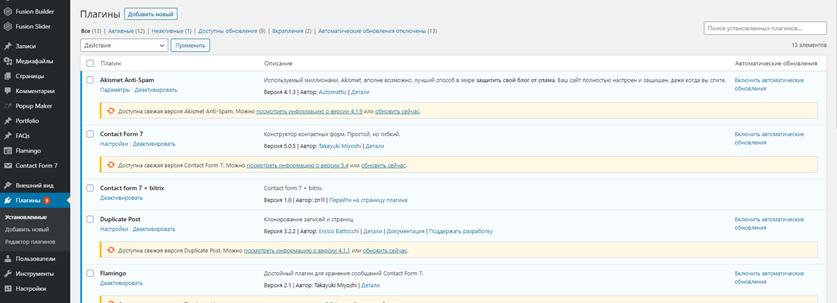 Fusion Builder
Fusion Slider
Записи
Медиафайлы
Страницы
Комментарии
Popup Maker
Portfolio
FAQs
Flamingo
Contact Form 7
Внешний вид
Плагины 9
Установленные
Добавить новый
Редактор плагинов
Пользователи
Инструменты
Настройки
Плагины Добавить новый
Все (13) | Активные (12) | Неактивные (1) | Доступны обновления (9) | Вкрапления (2) | Автоматические обновления отключены (13)
Поиск установленных плагинов...
Действия Применить
13 элементов
Плагин Описание Автоматические обновления
Akismet Anti-Spam
Параметры | Деактивировать
Используемый миллионами, Akismet, вполне возможно, лучший способ в мире защитить свой блог от спама. Ваш сайт полностью настроен и защищен, даже когда вы спите.
Версия 4.1.3 | Автор: Automattic | Детали
Включить автоматические
обновления
Доступна свежая версия Akismet Anti-Spam. Можно посмотреть информацию о версии 4.1.9 или обновить сейчас.
Contact Form 7
Настройки | Деактивировать
Конструктор контактных форм. Простой, но гибкий.
Версия 5.0.5 | Автор: Takayuki Miyoshi | Детали
Включить автоматические
обновления
Доступна свежая версия Contact Form 7. Можно посмотреть информацию о версии 5.4 или обновить сейчас.
Contact form 7 + bitrix
Деактивировать
Contact form 7 + bitrix.
Версия 1.0 | Автор: zn1ll | Перейти на страницу плагина
Duplicate Post
Настройки | Деактивировать
Клонирование записей и страниц.
Версия 3.2.2 | Автор: Enrico Battocchi | Детали | Документация | Поддержать разработку
Включить автоматические
обновления
Доступна свежая версия Duplicate Post. Можно посмотреть информацию о версии 4.1.1 или обновить сейчас.
Flamingo
Деактивировать
Достойный плагин для хранения сообщений Contact Form 7.
Версия 2.1 | Автор: Takayuki Miyoshi | Детали
Включить автоматические
обновления